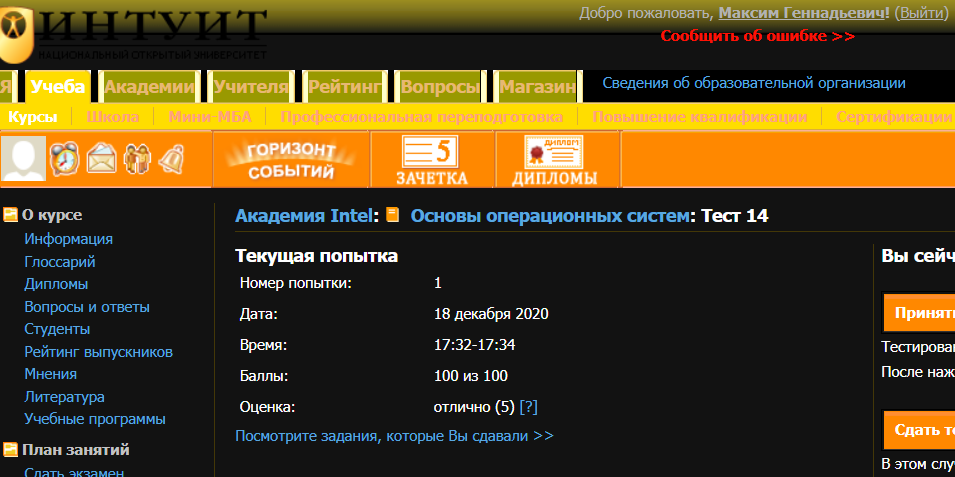 ИНТУИТ
НАЦИОНАЛЬНЫЙ ОТКРЫТЫЙ УНИВЕРСИТЕТ
Добро пожаловать, Максим Геннадьевич! (Выйти)
Сообщить об ошибке >>
Я Учеба Академии Учителя Рейтинг Вопросы Магазин Сведения об образовательной организации
Курсы Школа Мини-МБА Профессиональная переподготовка Повышение квалификации Сертификации
ГОРИЗОНТ СОБЫТИЙ
5
ЗАЧЕТКА
ДИПЛОМ
ДИПЛОМЫ
О курсе
Информация
Глоссарий
Дипломы
Вопросы и ответы
Студенты
Рейтинг выпускников
Мнения
Литература
Учебные программы
План занятий
Сдать экзамен
Академия Intel: Основы операционных систем: Тест 14
Текущая попытка
Номер попытки: 1
Дата: 18 декабря 2020
Время: 17:32-17:34
Баллы: 100 из 100
Оценка: отлично (5) [?]
Посмотрите задания, которые Вы сдавали >>
Вы сейч
Принять
Тестирова
После наж
Сдать те
В этом слу